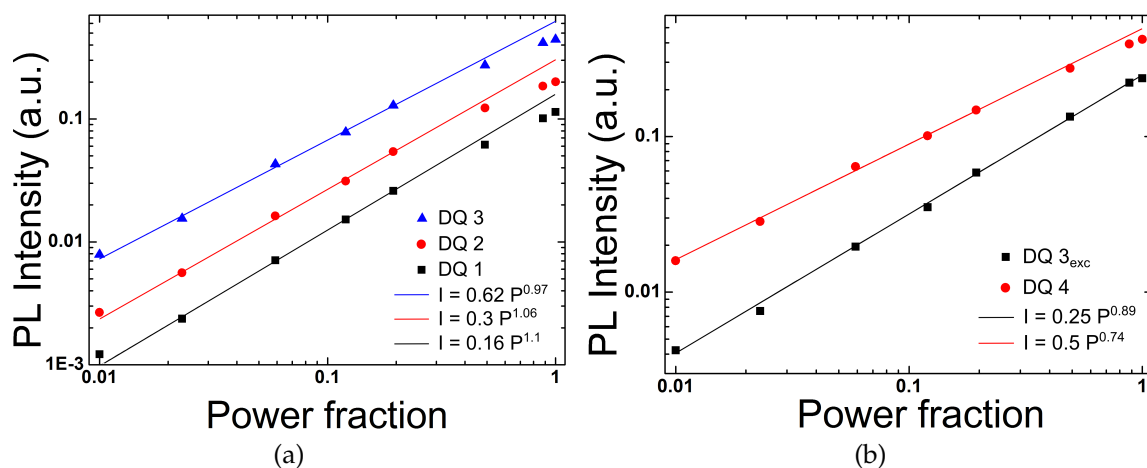 PL Intensity (a.u.)
0.1
0.01
1E-3
0.01
0.1
1
DQ 3
DQ 2
DQ 1
I = 0.62 P^0.97
I = 0.3 P^1.06
I = 0.16 P^1.1
Power fraction
(a)
PL Intensity (a.u.)
0.1
0.01
0.01
0.1
1
DQ 3exc
DQ 4
I = 0.25 P^0.89
I = 0.5 P^0.74
Power fraction
(b)